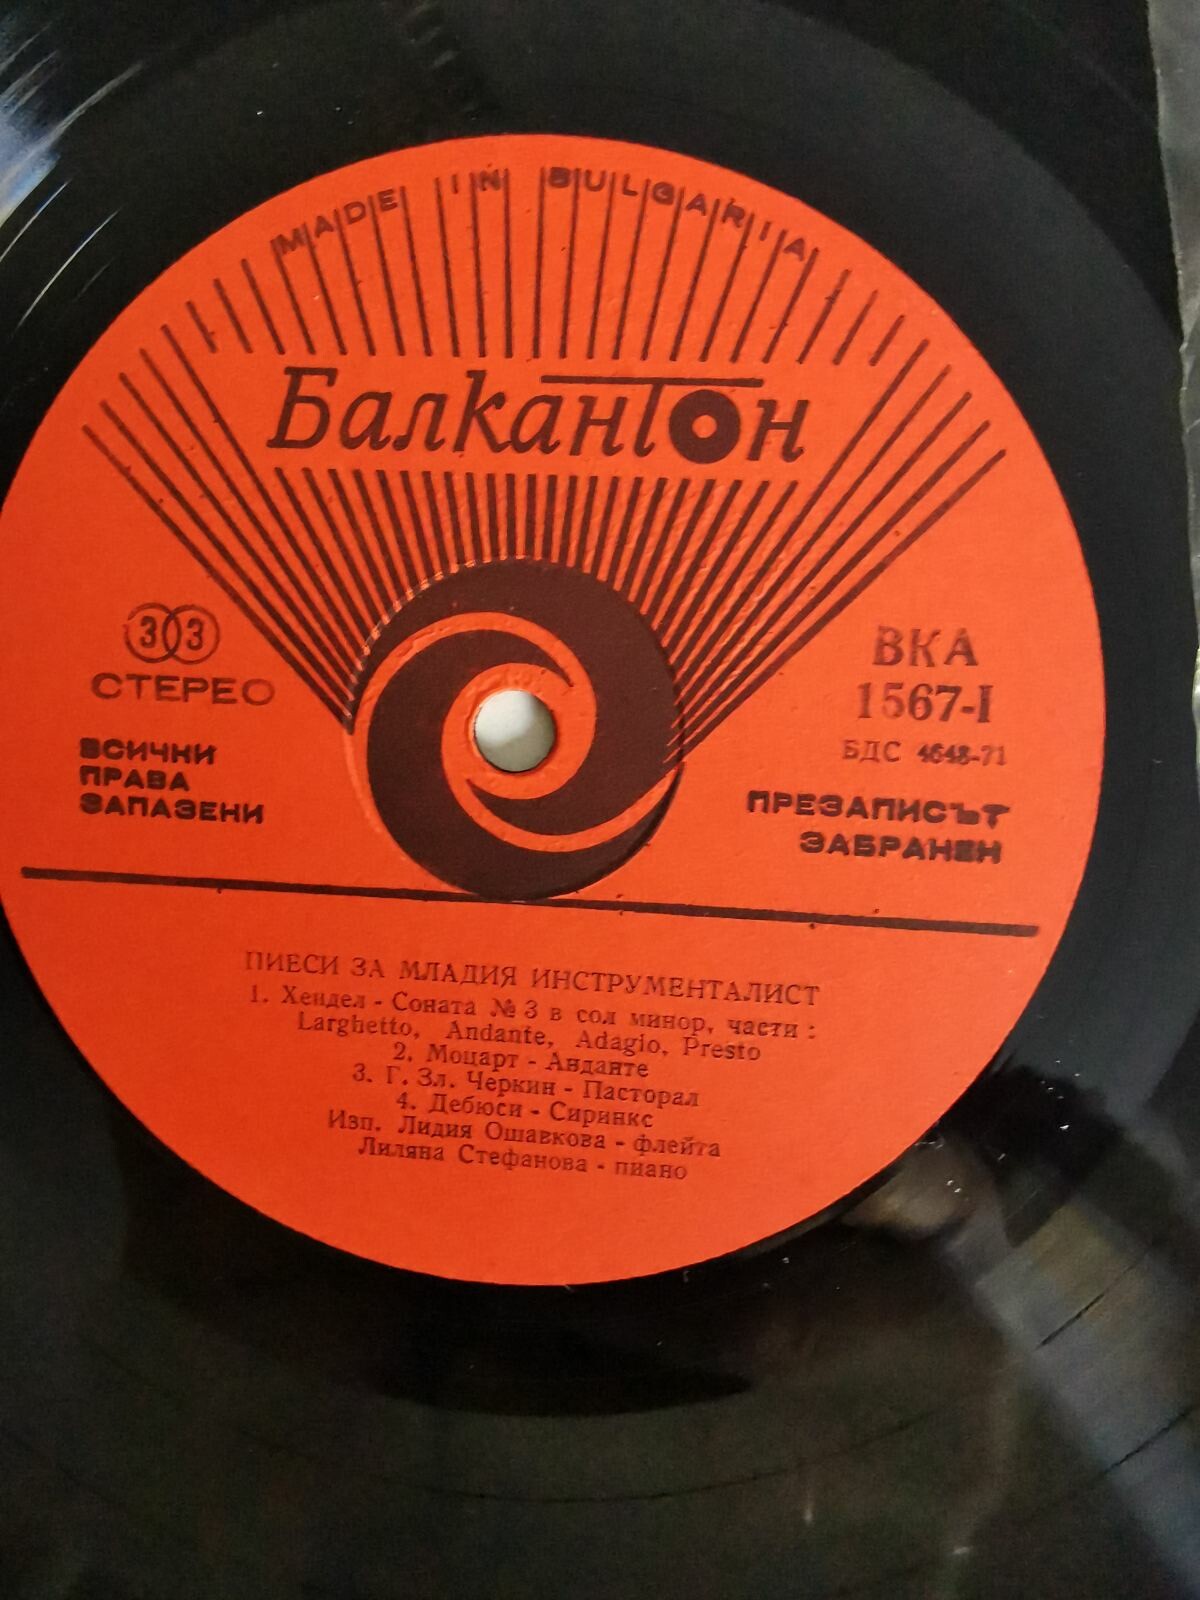 MADE IN BULGARIA
Балкантон
33
СТЕРЕО
ВСИЧКИ
ПРАВА
ЗАПАЗЕНИ
ВКА
1567-I
БДС 4648-71
ПРЕЗАПИСЪТ
ЗАБРАНЕН
ПИЕСИ ЗА МЛАДИЯ ИНСТРУМЕНТАЛИСТ
1. Хендел - Соната № 3 в сол минор, части :
Larghetto, Andante, Adagio, Presto
2. Моцарт - Анданте
3. Г. Зл. Черкин - Пасторал
4. Дебюси - Сиринкс
Изп. Лидия Ошавкова - флейта
Лиляна Стефанова - пиано